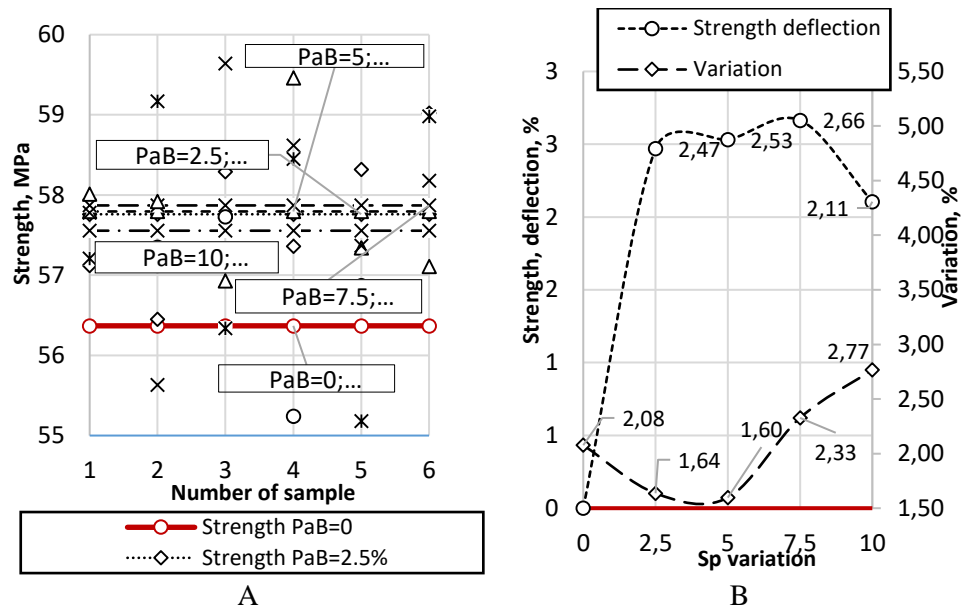 60
59
58
57
56
55
Strength, MPa
PaB=5;...
PaB=2.5;...
PaB=10;...
PaB=7.5;...
PaB=0;...
1 2 3 4 5 6
Number of sample
Strength PaB=0
Strength PaB=2.5%
A
Strength deflection
Variation
3
3
2
2
1
1
0
Strength, deflection, %
5,50
5,00
4,50
4,00
3,50
3,00
2,50
2,00
1,50
Variation, %
2,47
2,53
2,66
2,11
2,08
1,64
1,60
2,33
2,77
0 2,5 5 7,5 10
Sp variation
B